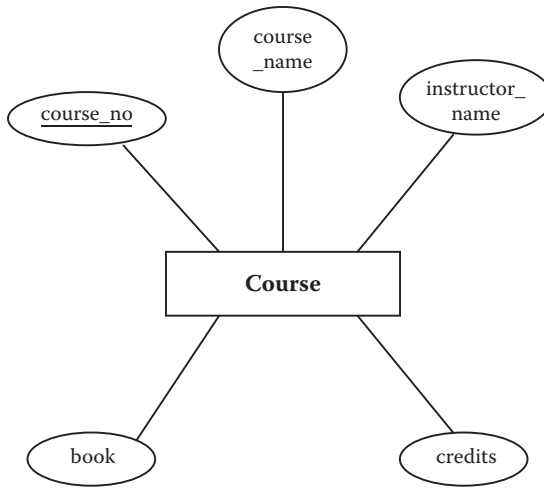 course
_name
course_no
instructor_
name
Course
book
credits